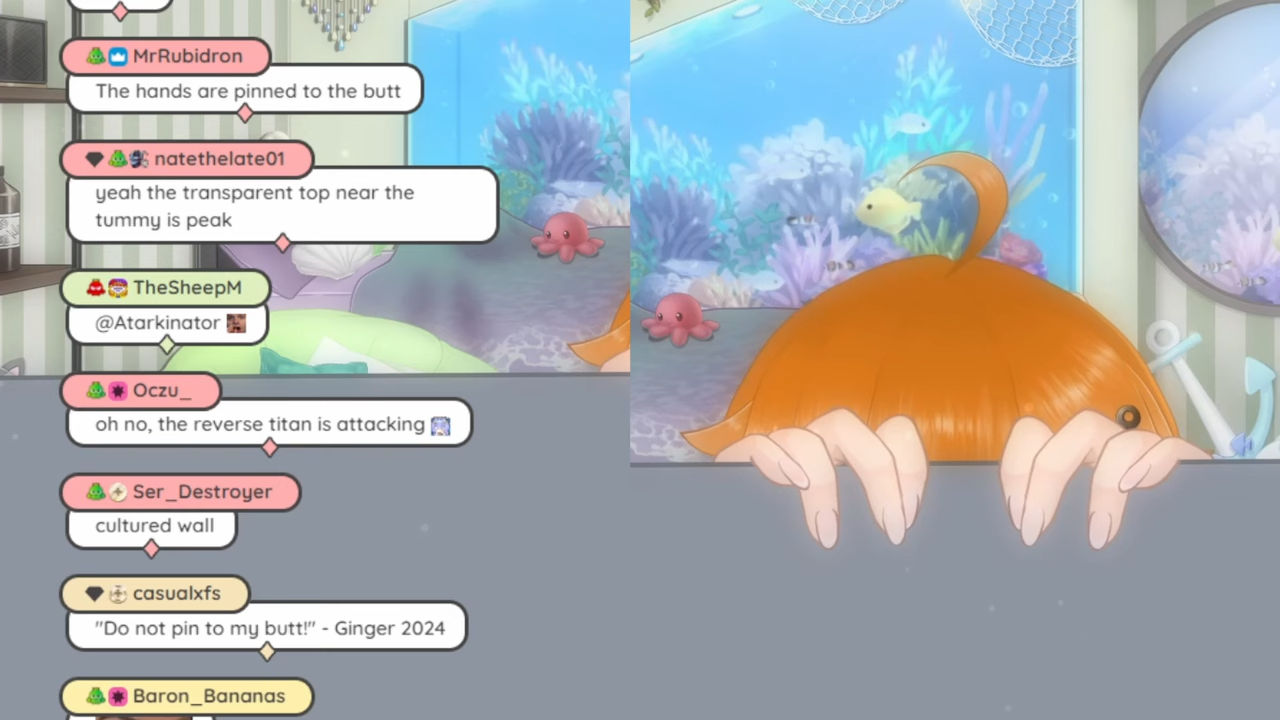 MrRubidron
The hands are pinned to the butt
natethelate01
yeah the transparent top near the
tummy is peak
TheSheepM
@Atarkinator
Oczu_
oh no, the reverse titan is attacking
Ser_Destroyer
cultured wall
casualxfs
"Do not pin to my butt!" - Ginger 2024
Baron_Bananas